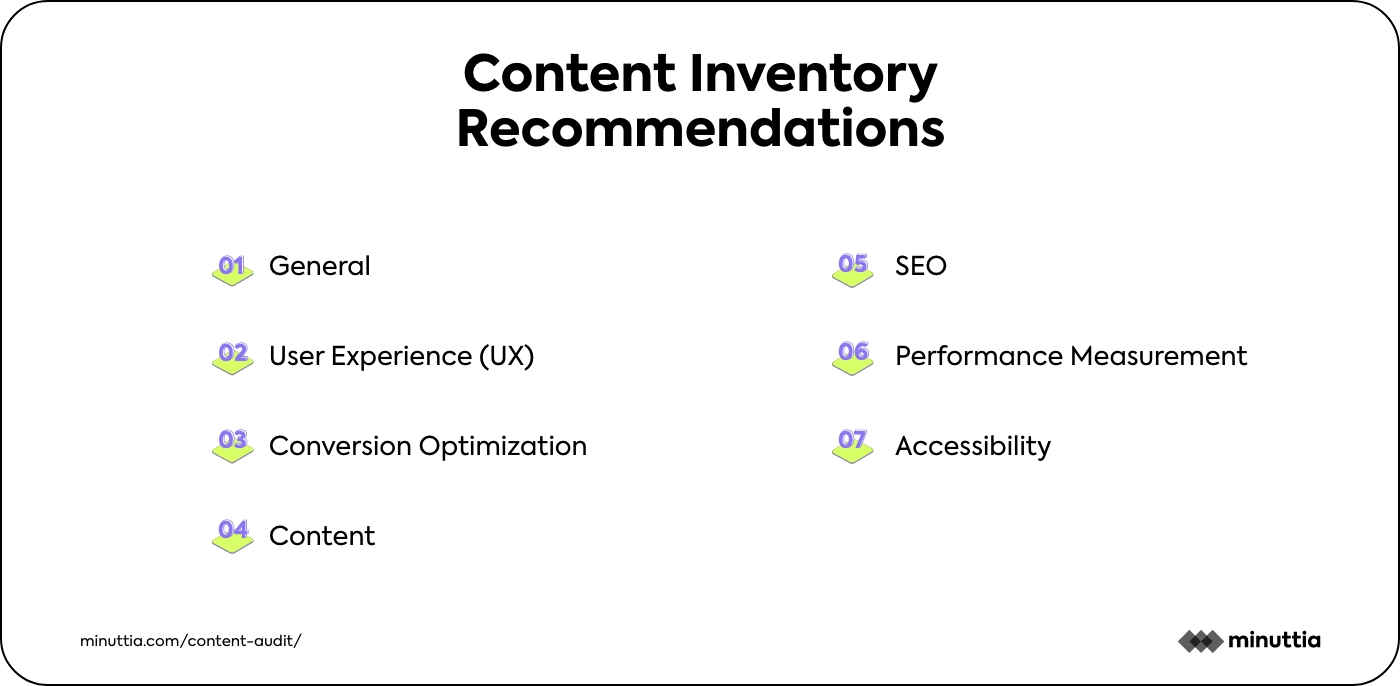 Content Inventory
Recommendations
01 General
02 User Experience (UX)
03 Conversion Optimization
04 Content
05 SEO
06 Performance Measurement
07 Accessibility
minuttia.com/content-audit/
minuttia